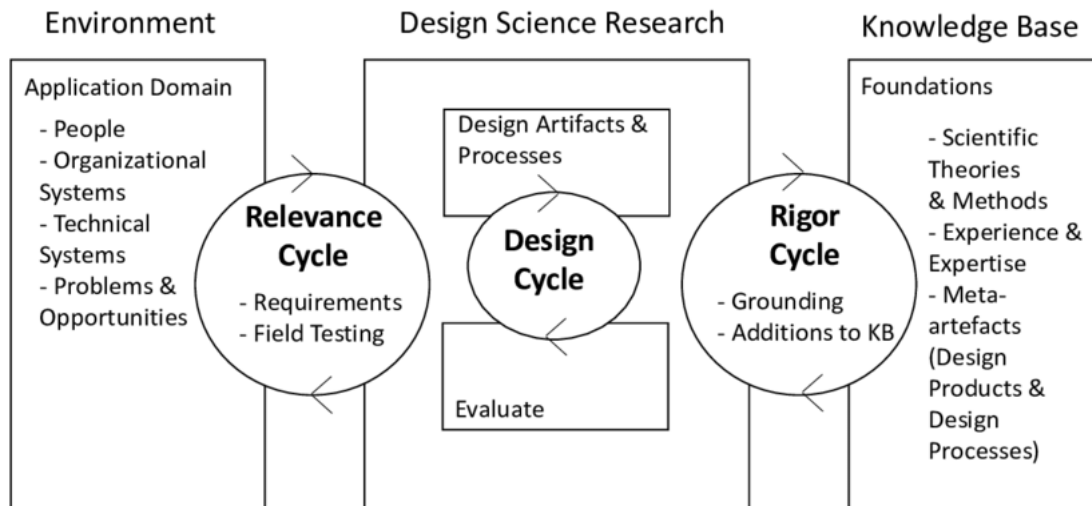 Environment
Design Science Research
Knowledge Base
Application Domain
- People
- Organizational
Systems
- Technical
Systems
- Problems &
Opportunities
Relevance
Cycle
- Requirements
- Field Testing
Design Artifacts &
Processes
Design
Cycle
Evaluate
Rigor
Cycle
- Grounding
- Additions to KB
Foundations
- Scientific
Theories
& Methods
- Experience &
Expertise
- Meta-
artefacts
(Design
Products &
Design
Processes)